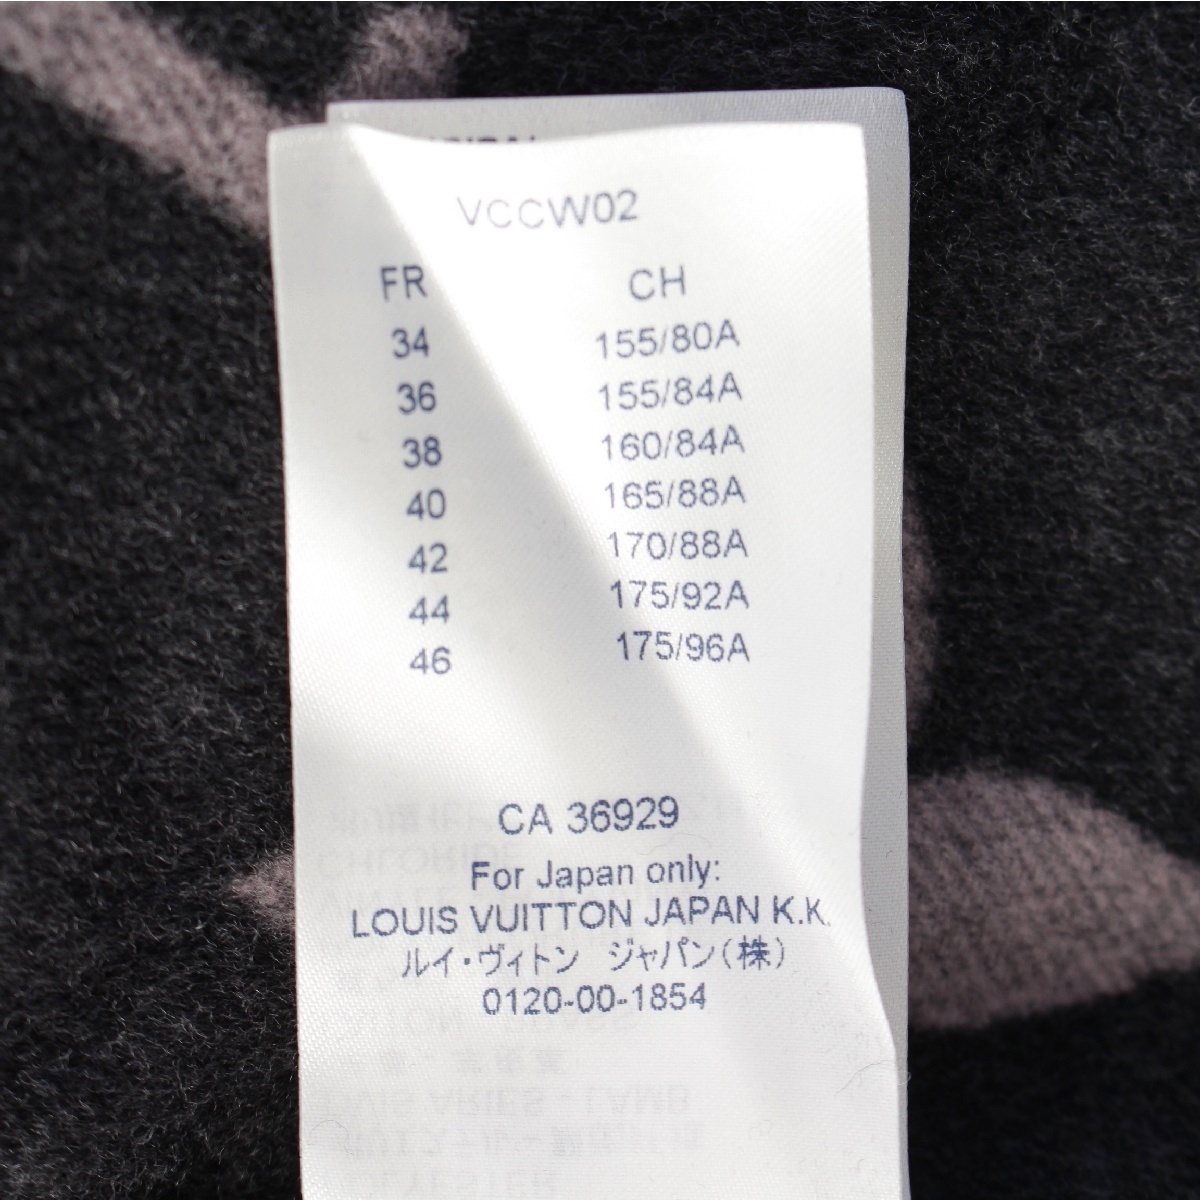 VCCW02
FR CH
34 155/80A
36 155/84A
38 160/84A
40 165/88A
42 170/88A
44 175/92A
46 175/96A
CA 36929
For Japan only:
LOUIS VUITTON JAPAN K.K.
ルイ・ヴィトン ジャパン(株)
0120-00-1854